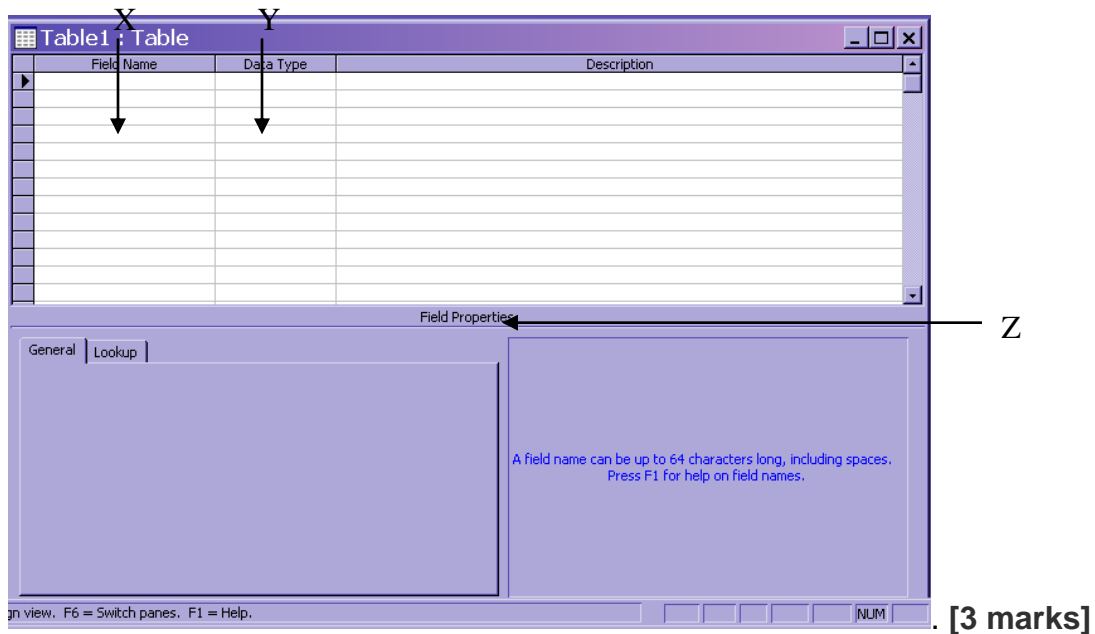 X Y
Table1 : Table
Field Name Data Type Description
Field Properties
Z
General Lookup
A field name can be up to 64 characters long, including spaces.
Press F1 for help on field names.
gn view. F6 = Switch panes. F1 = Help. NUM
. [3 marks]